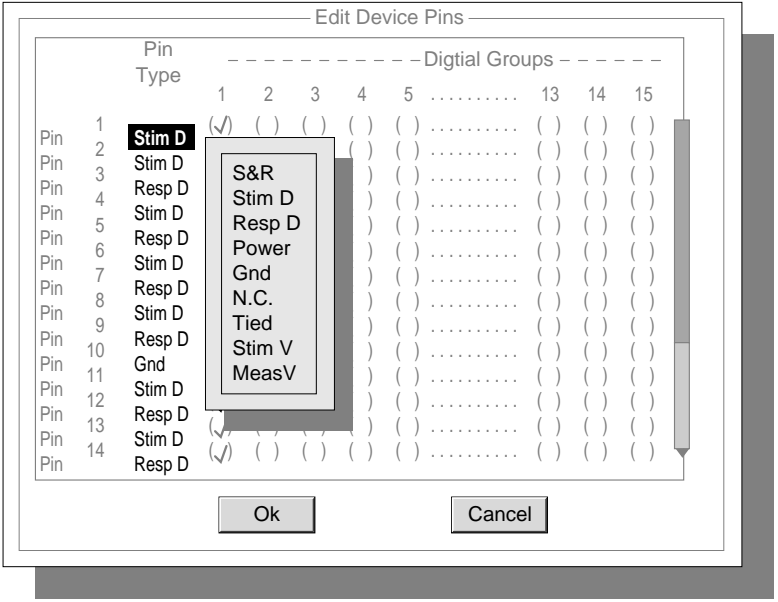 Edit Device Pins
Pin Type – – – – – – – – – – – Digtial Groups – – – – – –
1 2 3 4 5 .......... 13 14 15
Pin 1 Stim D (✓) ( ) ( ) ( ) ( ) .......... ( ) ( ) ( )
Pin 2 Stim D ( ) ( ) .......... ( ) ( ) ( )
Pin 3 Resp D ) ( ) .......... ( ) ( ) ( )
Pin 4 Stim D ) ( ) .......... ( ) ( ) ( )
Pin 5 Resp D ) ( ) .......... ( ) ( ) ( )
Pin 6 Stim D ) ( ) .......... ( ) ( ) ( )
Pin 7 Resp D ) ( ) .......... ( ) ( ) ( )
Pin 8 Stim D ) ( ) .......... ( ) ( ) ( )
Pin 9 Resp D ) ( ) .......... ( ) ( ) ( )
Pin 10 Gnd ) ( ) .......... ( ) ( ) ( )
Pin 11 Stim D ) ( ) .......... ( ) ( ) ( )
Pin 12 Resp D ) ( ) .......... ( ) ( ) ( )
Pin 13 Stim D (✓) ) ( ) .......... ( ) ( ) ( )
Pin 14 Resp D (✓) ( ) ( ) ( ) ( ) .......... ( ) ( ) ( )
S&R
Stim D
Resp D
Power
Gnd
N.C.
Tied
Stim V
MeasV
Ok Cancel